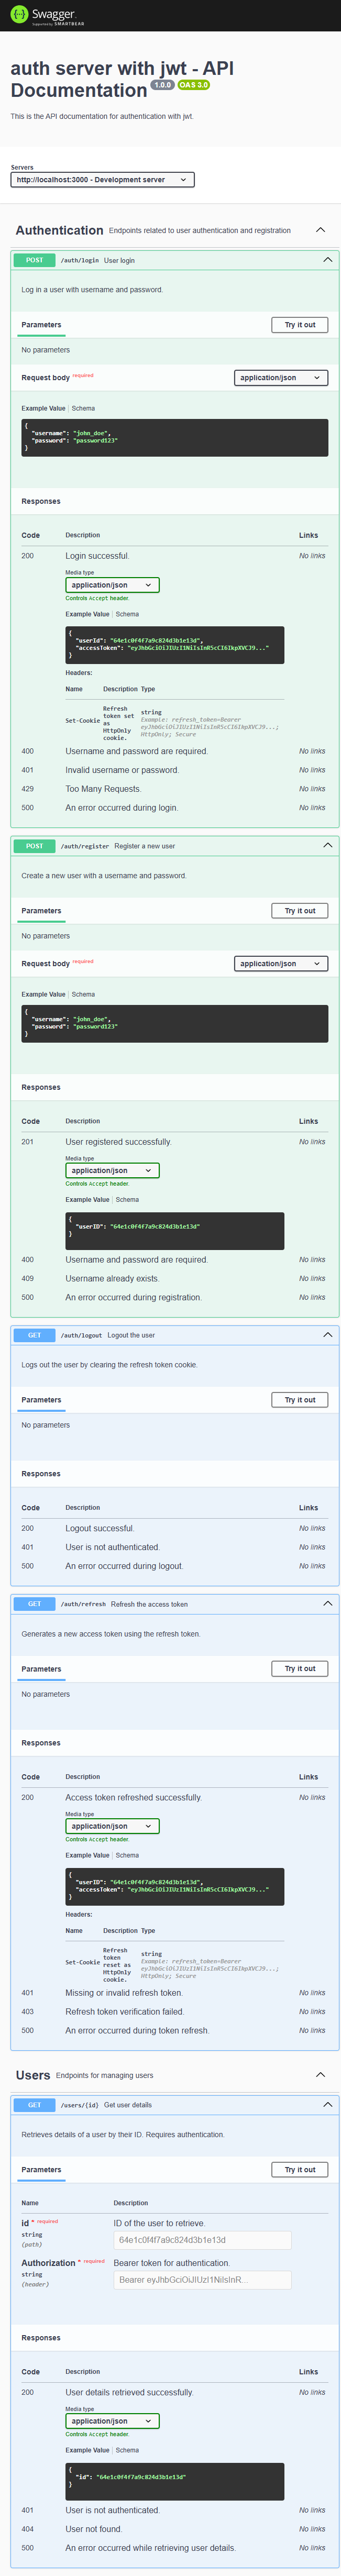 Swagger.
Supported by SMARTBEAR
auth server with jwt - API
Documentation 1.0.0 OAS 3.0
This is the API documentation for authentication with jwt.
Servers
http://localhost:3000 - Development server
Authentication Endpoints related to user authentication and registration
POST /auth/login User login
Log in a user with username and password.
Parameters Try it out
No parameters
Request body required application/json
Example Value | Schema
{
"username": "john_doe",
"password": "password123"
}
Responses
Code Description Links
200 Login successful. No links
Media type
application/json
Controls Accept header.
Example Value | Schema
{
"userId": "64e1c0f4f7a9c824d3b1e13d",
"accessToken": "eyJhbGciOiJIUzI1NiIsInR5cCI6IkpXVCJ9..."
}
Headers:
Name Description Type
Set-Cookie Refresh token set as HttpOnly cookie. string
Example: refresh_token=Bearer
eyJhbGciOiJIUzI1NiIsInR5cCI6IkpXVCJ9...;
HttpOnly; Secure
400 Username and password are required. No links
401 Invalid username or password. No links
429 Too Many Requests. No links
500 An error occurred during login. No links
POST /auth/register Register a new user
Create a new user with a username and password.
Parameters Try it out
No parameters
Request body required application/json
Example Value | Schema
{
"username": "john_doe",
"password": "password123"
}
Responses
Code Description Links
201 User registered successfully. No links
Media type
application/json
Controls Accept header.
Example Value | Schema
{
"userID": "64e1c0f4f7a9c824d3b1e13d"
}
400 Username and password are required. No links
409 Username already exists. No links
500 An error occurred during registration. No links
GET /auth/logout Logout the user
Logs out the user by clearing the refresh token cookie.
Parameters Try it out
No parameters
Responses
Code Description Links
200 Logout successful. No links
401 User is not authenticated. No links
500 An error occurred during logout. No links
GET /auth/refresh Refresh the access token
Generates a new access token using the refresh token.
Parameters Try it out
No parameters
Responses
Code Description Links
200 Access token refreshed successfully. No links
Media type
application/json
Controls Accept header.
Example Value | Schema
{
"userID": "64e1c0f4f7a9c824d3b1e13d",
"accessToken": "eyJhbGciOiJIUzI1NiIsInR5cCI6IkpXVCJ9..."
}
Headers:
Name Description Type
Set-Cookie Refresh token reset as HttpOnly cookie. string
Example: refresh_token=Bearer
eyJhbGciOiJIUzI1NiIsInR5cCI6IkpXVCJ9...;
HttpOnly; Secure
401 Missing or invalid refresh token. No links
403 Refresh token verification failed. No links
500 An error occurred during token refresh. No links
Users Endpoints for managing users
GET /users/{id} Get user details
Retrieves details of a user by their ID. Requires authentication.
Parameters Try it out
Name Description
id * required ID of the user to retrieve.
string
(path)
64e1c0f4f7a9c824d3b1e13d
Authorization * required Bearer token for authentication.
string
(header)
Bearer eyJhbGciOiJIUzI1NiIsInR...
Responses
Code Description Links
200 User details retrieved successfully. No links
Media type
application/json
Controls Accept header.
Example Value | Schema
{
"id": "64e1c0f4f7a9c824d3b1e13d"
}
401 User is not authenticated. No links
404 User not found. No links
500 An error occurred while retrieving user details. No links